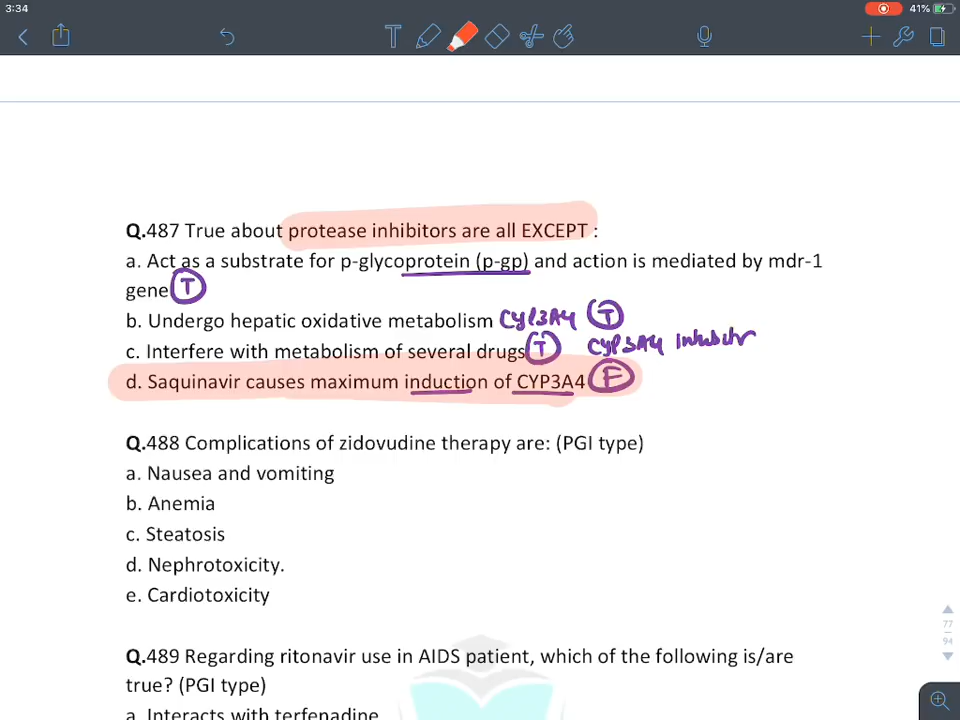 3:34
41%
T
Q.487 True about protease inhibitors are all EXCEPT :
a. Act as a substrate for p-glycoprotein (p-gp) and action is mediated by mdr-1
gene T
b. Undergo hepatic oxidative metabolism CYP3A4 T
c. Interfere with metabolism of several drugs T CYP3A4 inhibitor
d. Saquinavir causes maximum induction of CYP3A4 F
Q.488 Complications of zidovudine therapy are: (PGI type)
a. Nausea and vomiting
b. Anemia
c. Steatosis
d. Nephrotoxicity.
e. Cardiotoxicity
77
94
Q.489 Regarding ritonavir use in AIDS patient, which of the following is/are
true? (PGI type)
a. Interacts with terfenadine